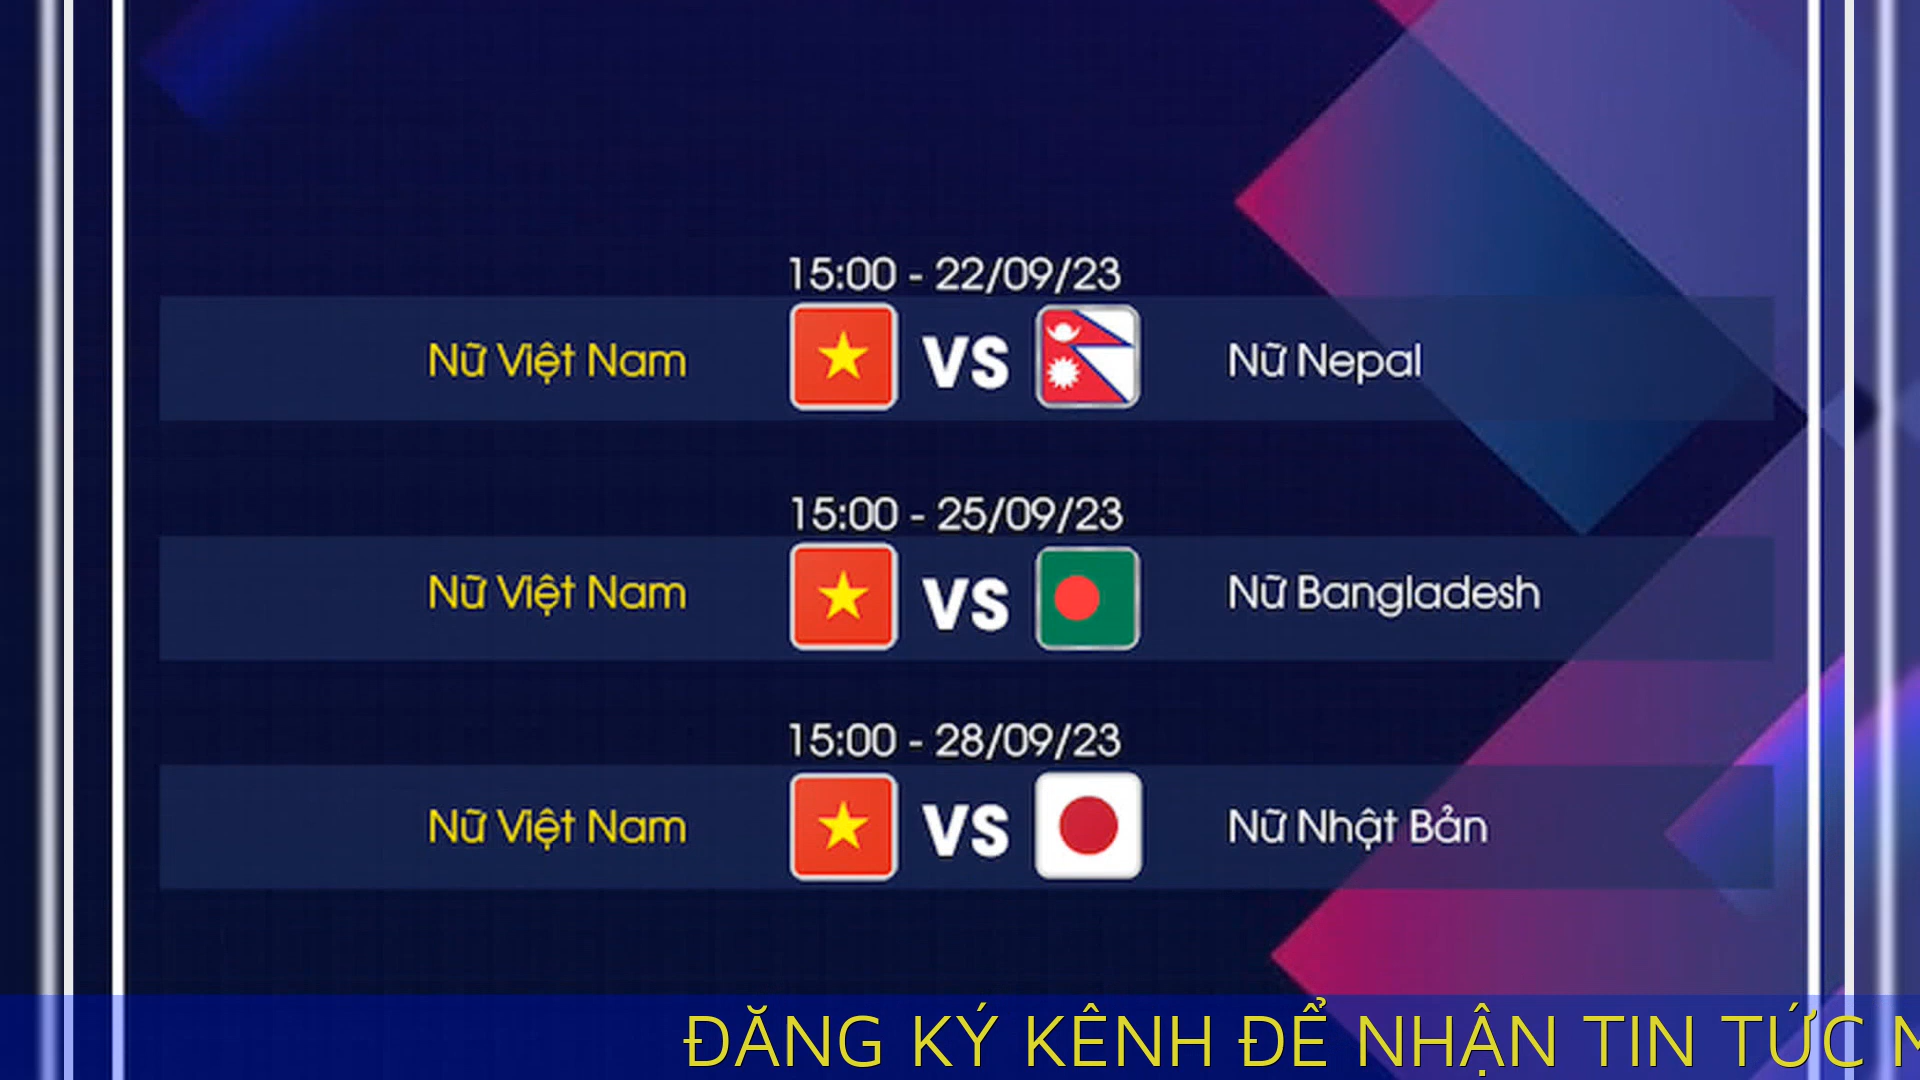 15:00 - 22/09/23
Nữ Việt Nam VS Nữ Nepal
15:00 - 25/09/23
Nữ Việt Nam VS Nữ Bangladesh
15:00 - 28/09/23
Nữ Việt Nam VS Nữ Nhật Bản
ĐĂNG KÝ KÊNH ĐỂ NHẬN TIN TỨC